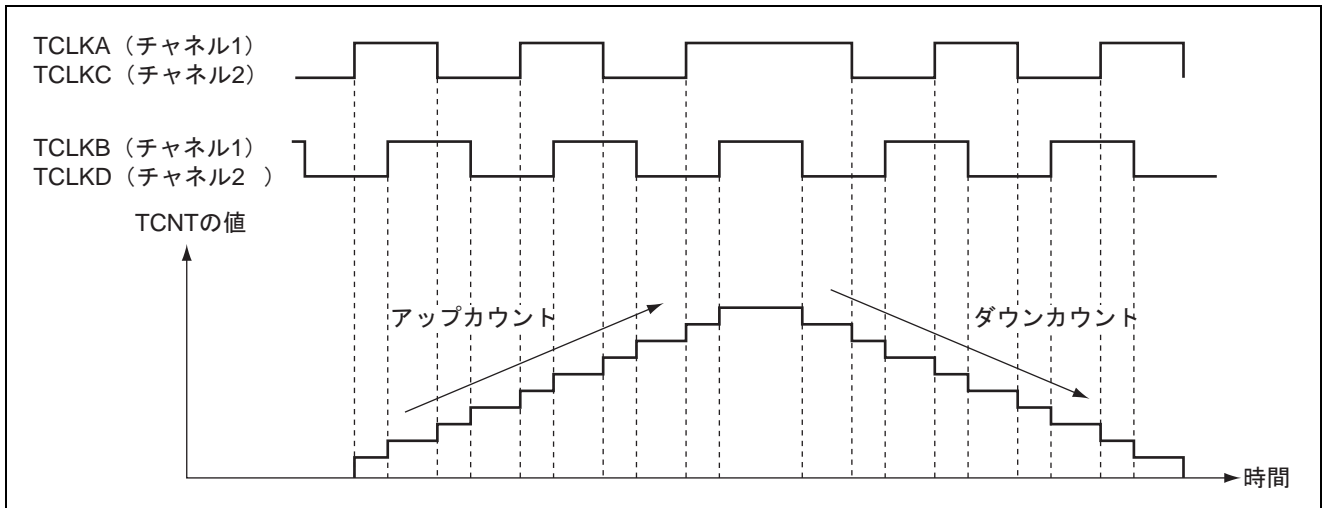 TCLKA（チャネル1）
TCLKC（チャネル2）
TCLKB（チャネル1）
TCLKD（チャネル2　）
TCNTの値
アップカウント
ダウンカウント
時間